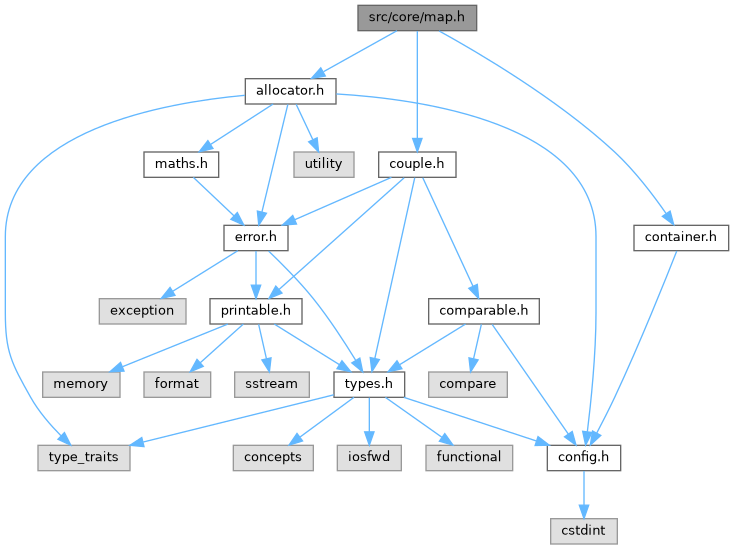 src/core/map.h
allocator.h
maths.h
utility
couple.h
error.h
container.h
exception
printable.h
comparable.h
memory
format
sstream
types.h
compare
type_traits
concepts
iosfwd
functional
config.h
cstdint